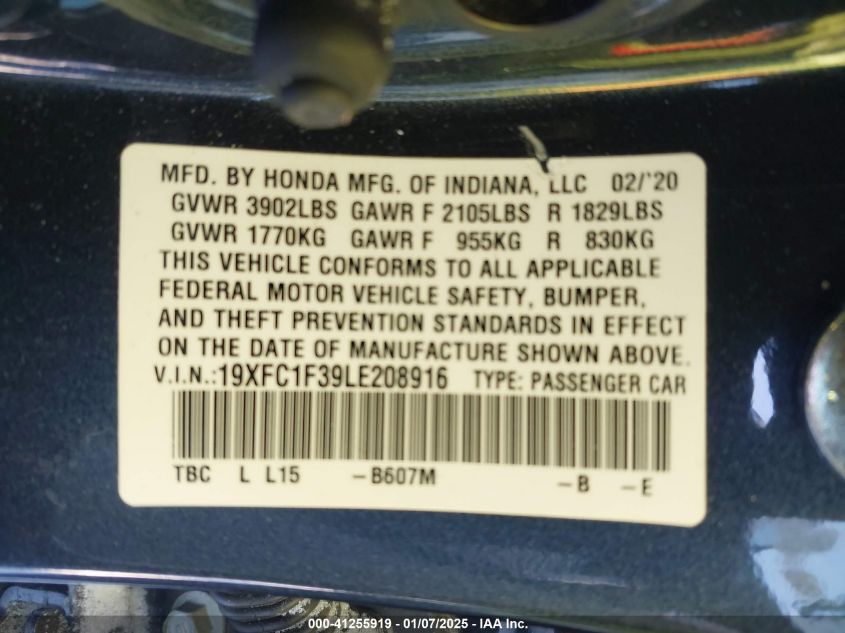 MFD. BY HONDA MFG. OF INDIANA, LLC 02/'20
GVWR 3902LBS GAWR F 2105LBS R 1829LBS
GVWR 1770KG GAWR F 955KG R 830KG
THIS VEHICLE CONFORMS TO ALL APPLICABLE
FEDERAL MOTOR VEHICLE SAFETY, BUMPER,
AND THEFT PREVENTION STANDARDS IN EFFECT
ON THE DATE OF MANUFACTURE SHOWN ABOVE.
V.I.N.:19XFC1F39LE208916 TYPE: PASSENGER CAR
TBC L L15 -B607M -B -E
000-41255919 - 01/07/2025 - IAA Inc.